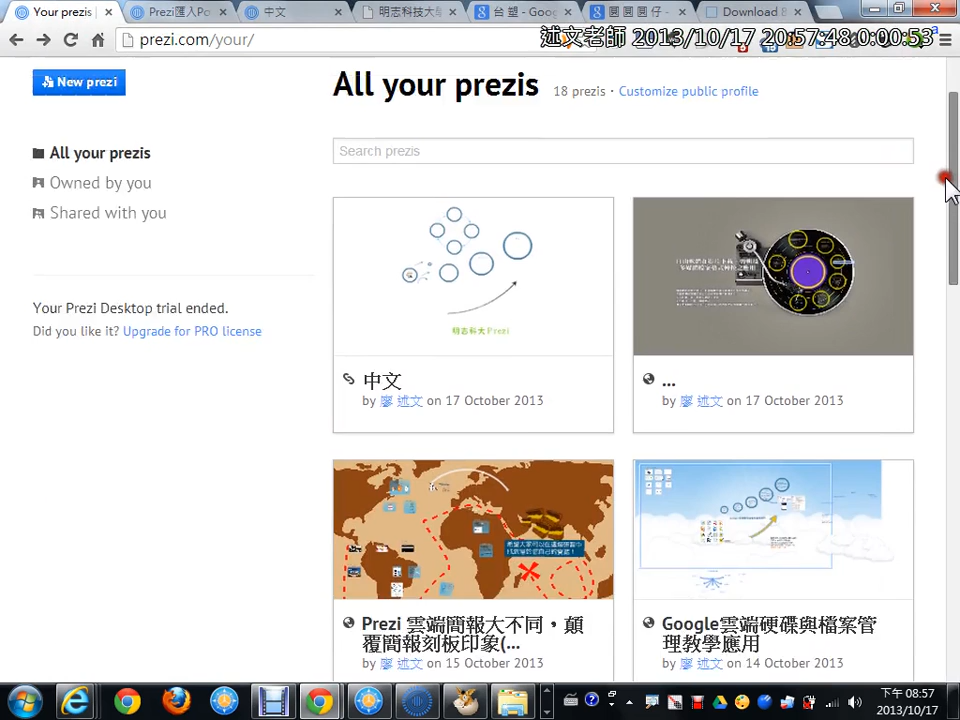 Your prezis
Prezi匯入Po
中文
明志科技大
台 塑 - Goo
圓 圓 圓 仔 -
Download 8
prezi.com/your/
述文老師 2013/10/17 20:57:48 0:00:53
New prezi
All your prezis
18 prezis · Customize public profile
All your prezis
Search prezis
Owned by you
Shared with you
Your Prezi Desktop trial ended.
Did you like it? Upgrade for PRO license
明志科大 Prezi
中文
by 廖 述文 on 17 October 2013
...
by 廖 述文 on 17 October 2013
Prezi 雲端簡報大不同，顛
覆簡報刻板印象(...
by 廖 述文 on 15 October 2013
Google雲端硬碟與檔案管
理教學應用
by 廖 述文 on 14 October 2013
下午 08:57
2013/10/17